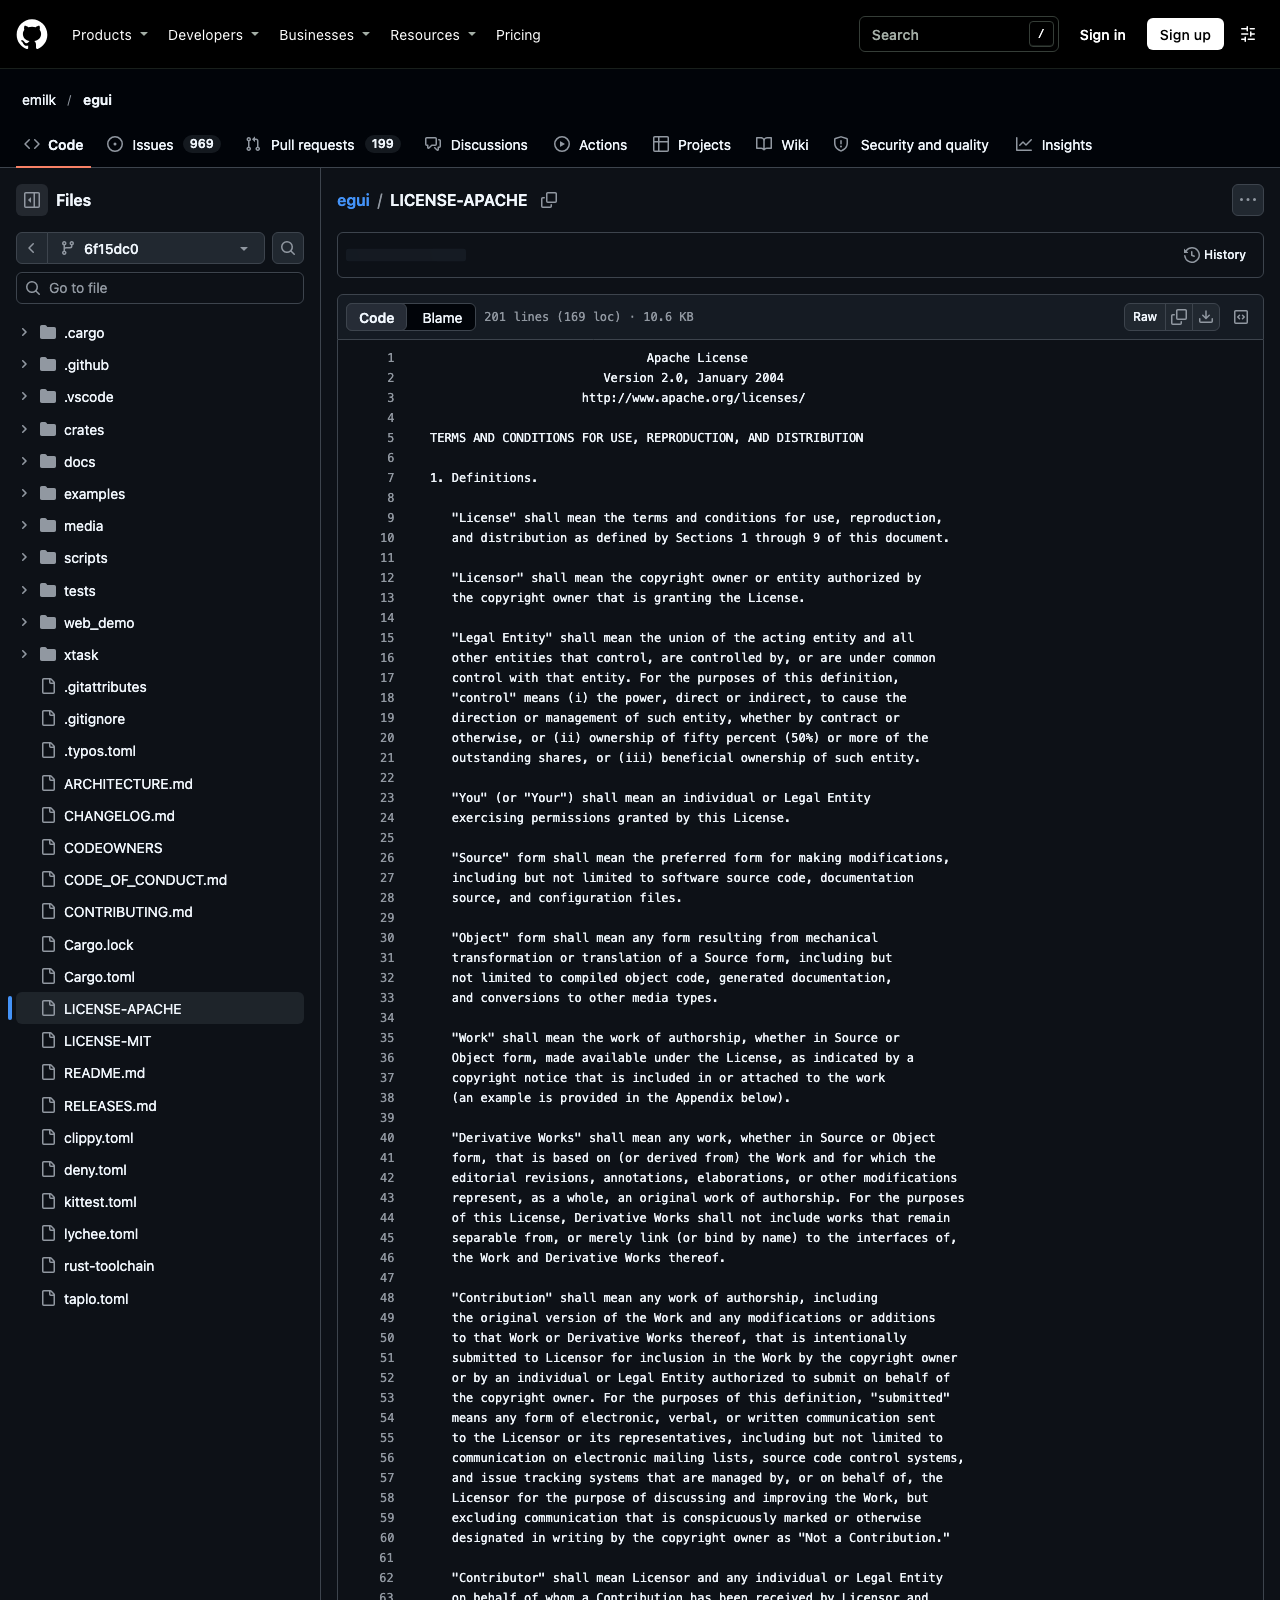 Products
Developers
Businesses
Resources
Pricing
Search
/
Sign in
Sign up
emilk / egui
Code
Issues 969
Pull requests 199
Discussions
Actions
Projects
Wiki
Security and quality
Insights
Files
6f15dc0
Go to file
.cargo
.github
.vscode
crates
docs
examples
media
scripts
tests
web_demo
xtask
.gitattributes
.gitignore
.typos.toml
ARCHITECTURE.md
CHANGELOG.md
CODEOWNERS
CODE_OF_CONDUCT.md
CONTRIBUTING.md
Cargo.lock
Cargo.toml
LICENSE-APACHE
LICENSE-MIT
README.md
RELEASES.md
clippy.toml
deny.toml
kittest.toml
lychee.toml
rust-toolchain
taplo.toml
egui / LICENSE-APACHE
History
Code
Blame
201 lines (169 loc) · 10.6 KB
Raw
1 Apache License
2 Version 2.0, January 2004
3 http://www.apache.org/licenses/
4
5 TERMS AND CONDITIONS FOR USE, REPRODUCTION, AND DISTRIBUTION
6
7 1. Definitions.
8
9 "License" shall mean the terms and conditions for use, reproduction,
10 and distribution as defined by Sections 1 through 9 of this document.
11
12 "Licensor" shall mean the copyright owner or entity authorized by
13 the copyright owner that is granting the License.
14
15 "Legal Entity" shall mean the union of the acting entity and all
16 other entities that control, are controlled by, or are under common
17 control with that entity. For the purposes of this definition,
18 "control" means (i) the power, direct or indirect, to cause the
19 direction or management of such entity, whether by contract or
20 otherwise, or (ii) ownership of fifty percent (50%) or more of the
21 outstanding shares, or (iii) beneficial ownership of such entity.
22
23 "You" (or "Your") shall mean an individual or Legal Entity
24 exercising permissions granted by this License.
25
26 "Source" form shall mean the preferred form for making modifications,
27 including but not limited to software source code, documentation
28 source, and configuration files.
29
30 "Object" form shall mean any form resulting from mechanical
31 transformation or translation of a Source form, including but
32 not limited to compiled object code, generated documentation,
33 and conversions to other media types.
34
35 "Work" shall mean the work of authorship, whether in Source or
36 Object form, made available under the License, as indicated by a
37 copyright notice that is included in or attached to the work
38 (an example is provided in the Appendix below).
39
40 "Derivative Works" shall mean any work, whether in Source or Object
41 form, that is based on (or derived from) the Work and for which the
42 editorial revisions, annotations, elaborations, or other modifications
43 represent, as a whole, an original work of authorship. For the purposes
44 of this License, Derivative Works shall not include works that remain
45 separable from, or merely link (or bind by name) to the interfaces of,
46 the Work and Derivative Works thereof.
47
48 "Contribution" shall mean any work of authorship, including
49 the original version of the Work and any modifications or additions
50 to that Work or Derivative Works thereof, that is intentionally
51 submitted to Licensor for inclusion in the Work by the copyright owner
52 or by an individual or Legal Entity authorized to submit on behalf of
53 the copyright owner. For the purposes of this definition, "submitted"
54 means any form of electronic, verbal, or written communication sent
55 to the Licensor or its representatives, including but not limited to
56 communication on electronic mailing lists, source code control systems,
57 and issue tracking systems that are managed by, or on behalf of, the
58 Licensor for the purpose of discussing and improving the Work, but
59 excluding communication that is conspicuously marked or otherwise
60 designated in writing by the copyright owner as "Not a Contribution."
61
62 "Contributor" shall mean Licensor and any individual or Legal Entity
63 on behalf of whom a Contribution has been received by Licensor and